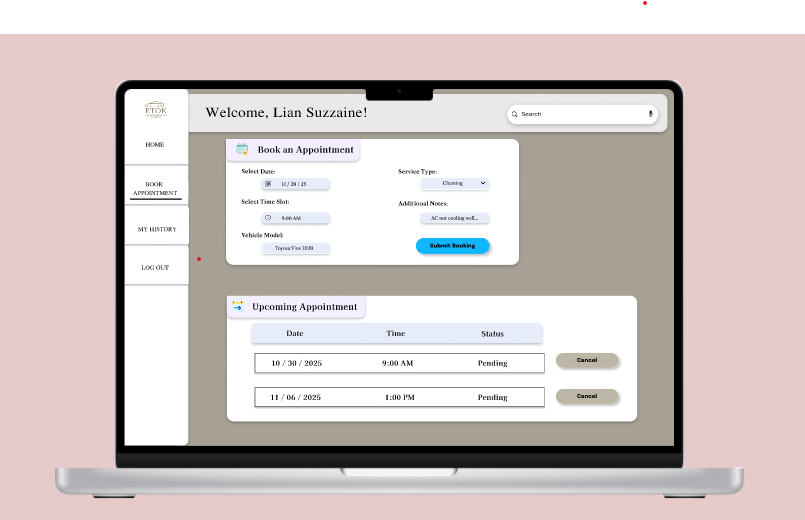 Welcome, Lian Suzzaine!
Search
ETOK
HOME
BOOK
APPOINTMENT
MY HISTORY
LOG OUT
Book an Appointment
Select Date:
11 / 20 / 25
Select Time Slot:
9:00 AM
Vehicle Model:
Toyota Vios 2020
Service Type:
Cleaning
Additional Notes:
AC not cooling well...
Submit Booking
Upcoming Appointment
Date Time Status
10 / 30 / 2025 9:00 AM Pending Cancel
11 / 06 / 2025 1:00 PM Pending Cancel